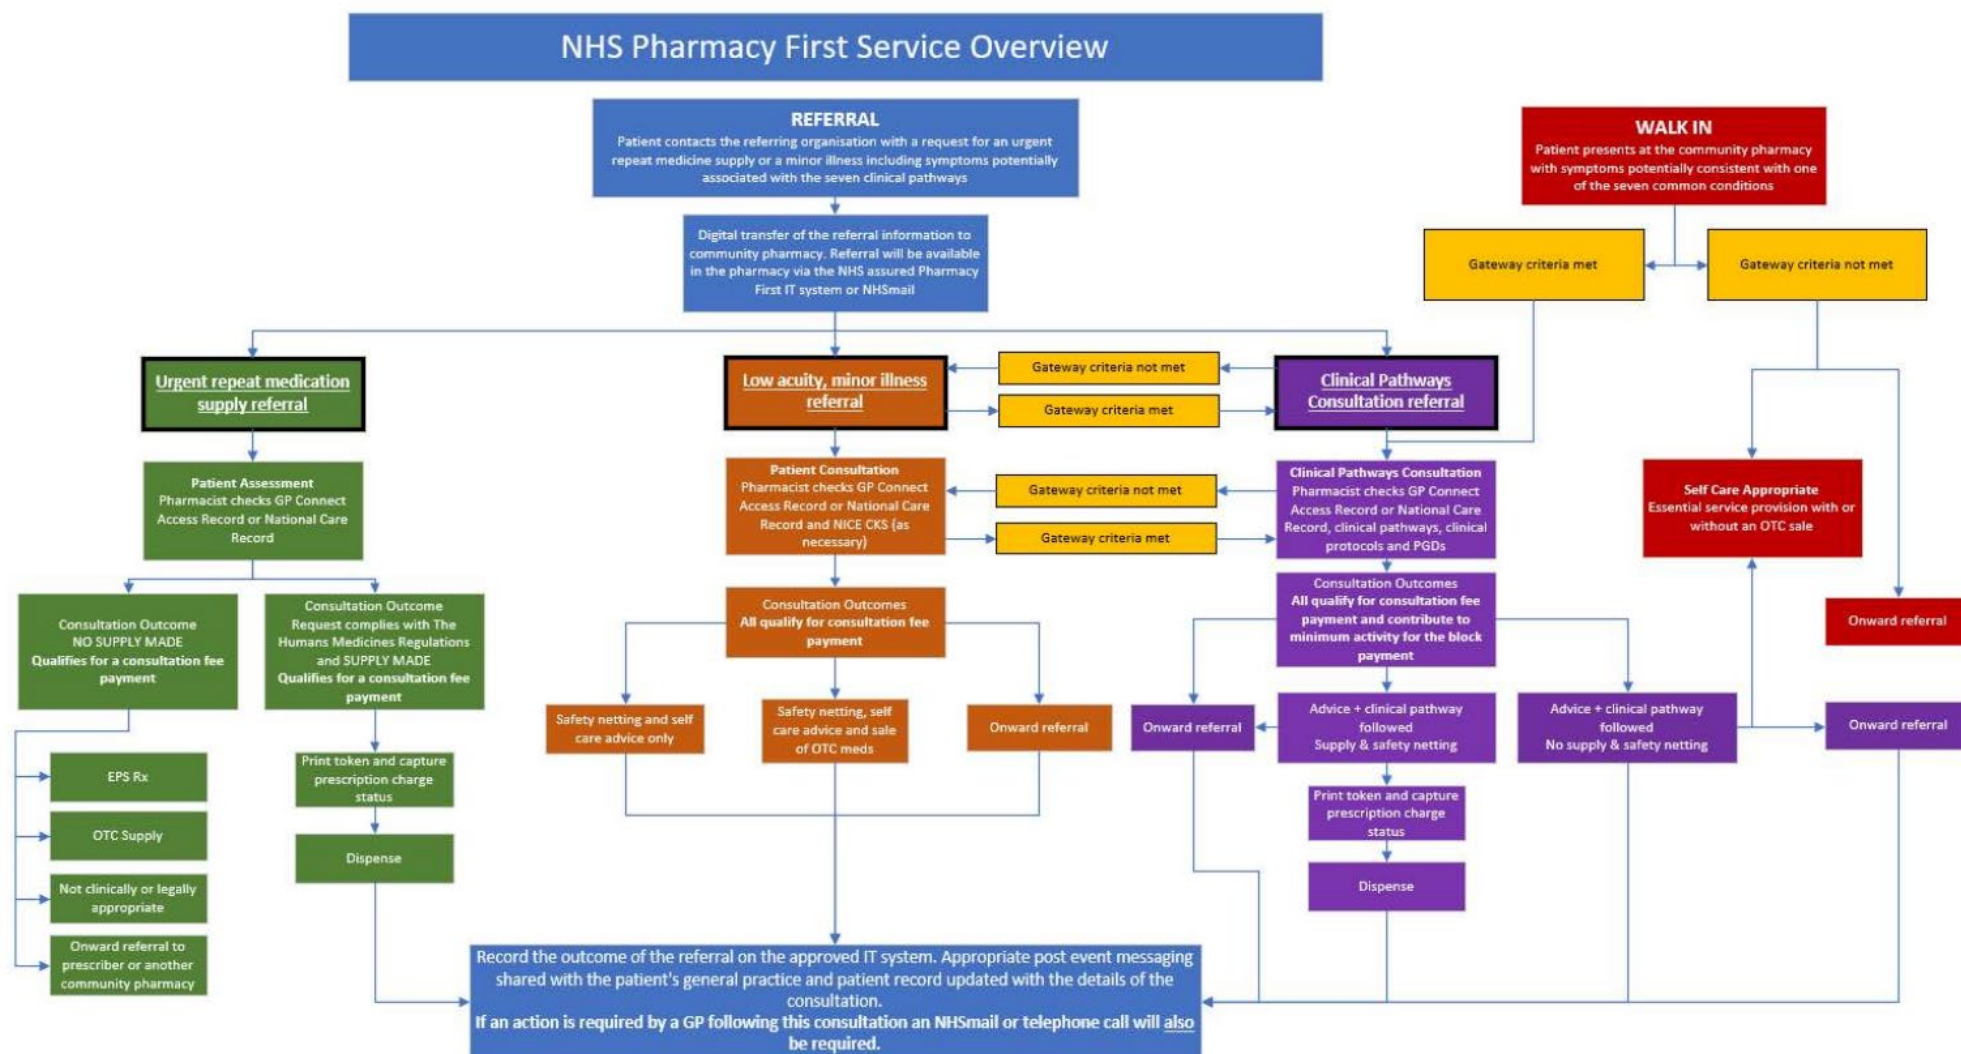 NHS Pharmacy First Service Overview
REFERRAL
Patient contacts the referring organisation with a request for an urgent
repeat medicine supply or a minor illness including symptoms potentially
associated with the seven clinical pathways
WALK IN
Patient presents at the community pharmacy
with symptoms potentially consistent with one
of the seven common conditions
Digital transfer of the referral information to
community pharmacy. Referral will be available
in the pharmacy via the NHS assured Pharmacy
First IT system or NHSmail
Gateway criteria met
Gateway criteria not met
Urgent repeat medication
supply referral
Low acuity, minor illness
referral
Gateway criteria not met
Gateway criteria met
Clinical Pathways
Consultation referral
Patient Assessment
Pharmacist checks GP Connect
Access Record or National Care
Record
Patient Consultation
Pharmacist checks GP Connect
Access Record or National Care
Record and NICE CKS (as
necessary)
Gateway criteria not met
Gateway criteria met
Clinical Pathways Consultation
Pharmacist checks GP Connect
Access Record or National Care
Record, clinical pathways, clinical
protocols and PGDs
Self Care Appropriate
Essential service provision with or
without an OTC sale
Consultation Outcome
NO SUPPLY MADE
Qualifies for a consultation fee
payment
Consultation Outcome
Request complies with The
Humans Medicines Regulations
and SUPPLY MADE
Qualifies for a consultation fee
payment
Consultation Outcomes
All qualify for consultation fee
payment
Consultation Outcomes
All qualify for consultation fee
payment and contribute to
minimum activity for the block
payment
Onward referral
Safety netting and self
care advice only
Safety netting, self
care advice and sale
of OTC meds
Onward referral
Onward referral
Advice + clinical pathway
followed
Supply & safety netting
Advice + clinical pathway
followed
No supply & safety netting
Onward referral
EPS Rx
OTC Supply
Not clinically or legally
appropriate
Onward referral to
prescriber or another
community pharmacy
Print token and capture
prescription charge
status
Dispense
Print token and capture
prescription charge
status
Dispense
Record the outcome of the referral on the approved IT system. Appropriate post event messaging
shared with the patient's general practice and patient record updated with the details of the
consultation.
If an action is required by a GP following this consultation an NHSmail or telephone call will also
be required.